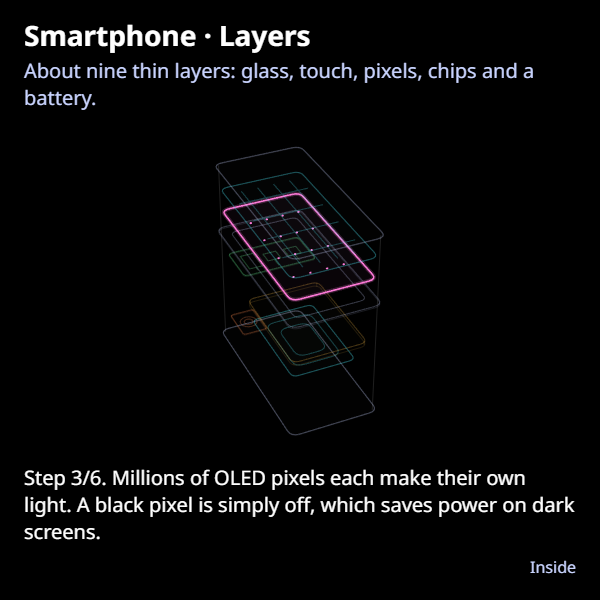 Smartphone · Layers
About nine thin layers: glass, touch, pixels, chips and a
battery.
Step 3/6. Millions of OLED pixels each make their own
light. A black pixel is simply off, which saves power on dark
screens.
Inside